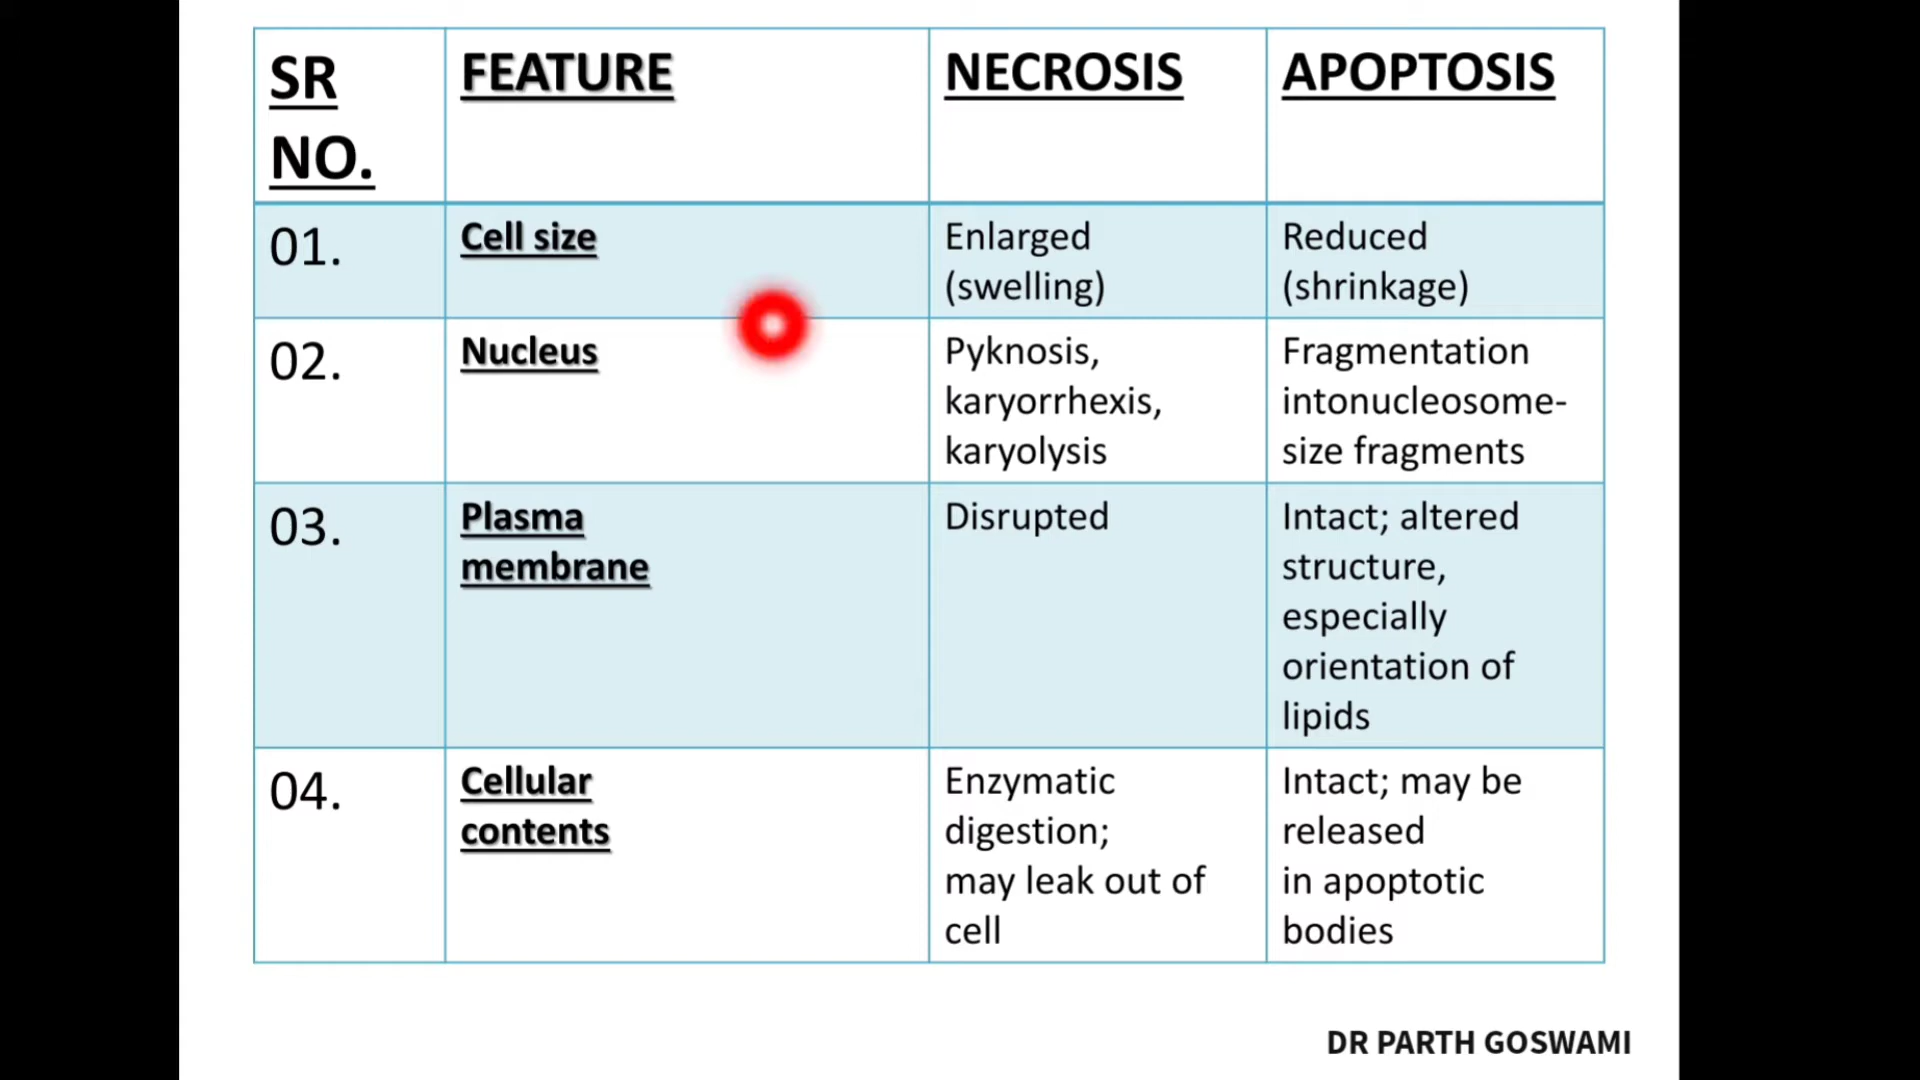 SR
NO.
FEATURE
NECROSIS
APOPTOSIS
01.
Cell size
Enlarged
(swelling)
Reduced
(shrinkage)
02.
Nucleus
Pyknosis,
karyorrhexis,
karyolysis
Fragmentation
intonucleosome-
size fragments
03.
Plasma
membrane
Disrupted
Intact; altered
structure,
especially
orientation of
lipids
04.
Cellular
contents
Enzymatic
digestion;
may leak out of
cell
Intact; may be
released
in apoptotic
bodies
DR PARTH GOSWAMI